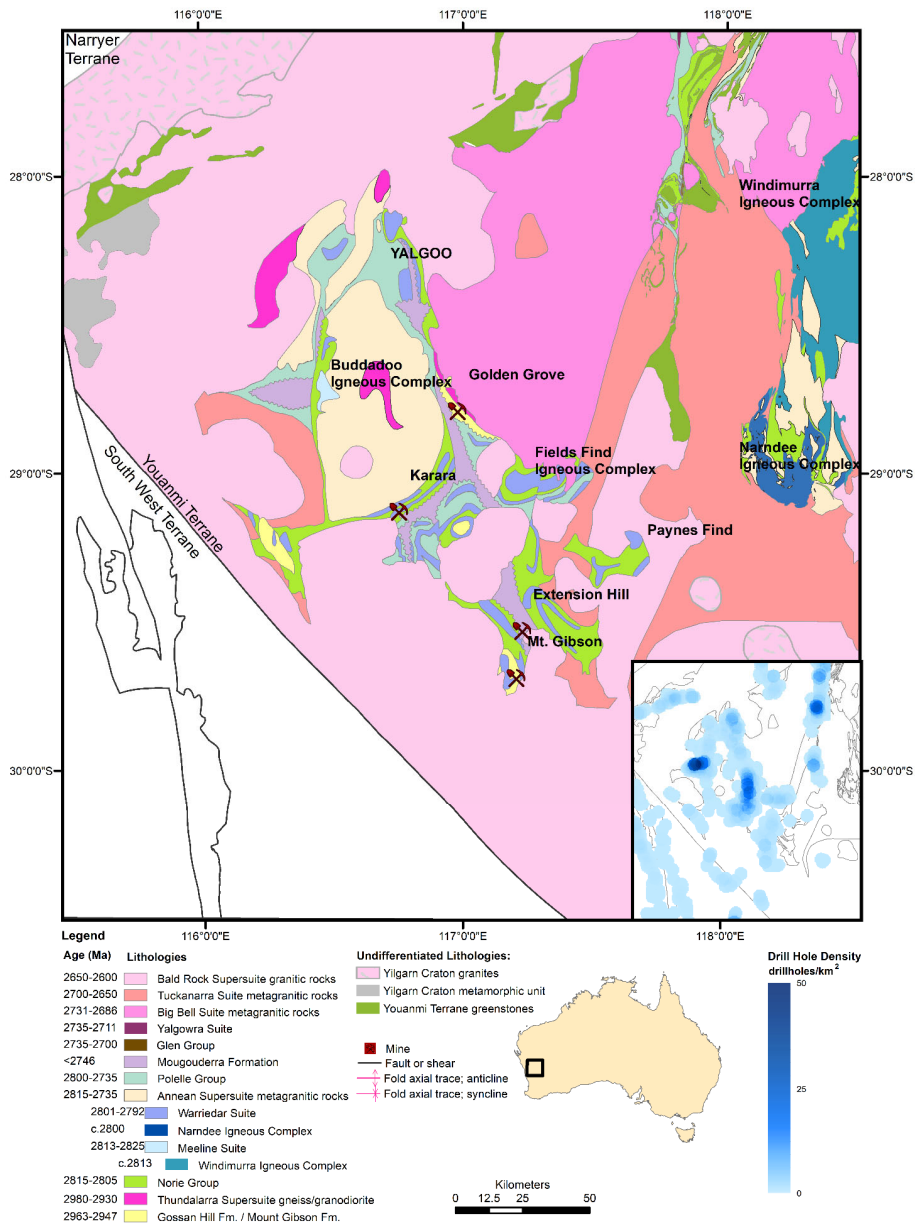 116°0'0"E 117°0'0"E 118°0'0"E
Narryer
Terrane
28°0'0"S
28°0'0"S
Windimurra
Igneous Complex
YALGOO
Buddadoo
Igneous Complex
Golden Grove
Fields Find
Igneous Complex
Narndee
Igneous Complex
29°0'0"S
29°0'0"S
Karara
Youanmi Terrane
South West Terrane
Paynes Find
Extension Hill
Mt. Gibson
30°0'0"S
30°0'0"S
116°0'0"E 117°0'0"E 118°0'0"E
Legend
Age (Ma) Lithologies
2650-2600 Bald Rock Supersuite granitic rocks
2700-2650 Tuckanarra Suite metagranitic rocks
2731-2686 Big Bell Suite metagranitic rocks
2735-2711 Yalgowra Suite
2735-2700 Glen Group
<2746 Mougouderra Formation
2800-2735 Polelle Group
2815-2735 Annean Supersuite metagranitic rocks
2801-2792 Warriedar Suite
c.2800 Narndee Igneous Complex
2813-2825 Meeline Suite
c.2813 Windimurra Igneous Complex
2815-2805 Norie Group
2980-2930 Thundalarra Supersuite gneiss/granodiorite
2963-2947 Gossan Hill Fm. / Mount Gibson Fm.
Undifferentiated Lithologies:
Yilgarn Craton granites
Yilgarn Craton metamorphic unit
Youanmi Terrane greenstones
Mine
Fault or shear
Fold axial trace; anticline
Fold axial trace; syncline
Kilometers
0 12.5 25 50
Drill Hole Density
drillholes/km²
50
25
0